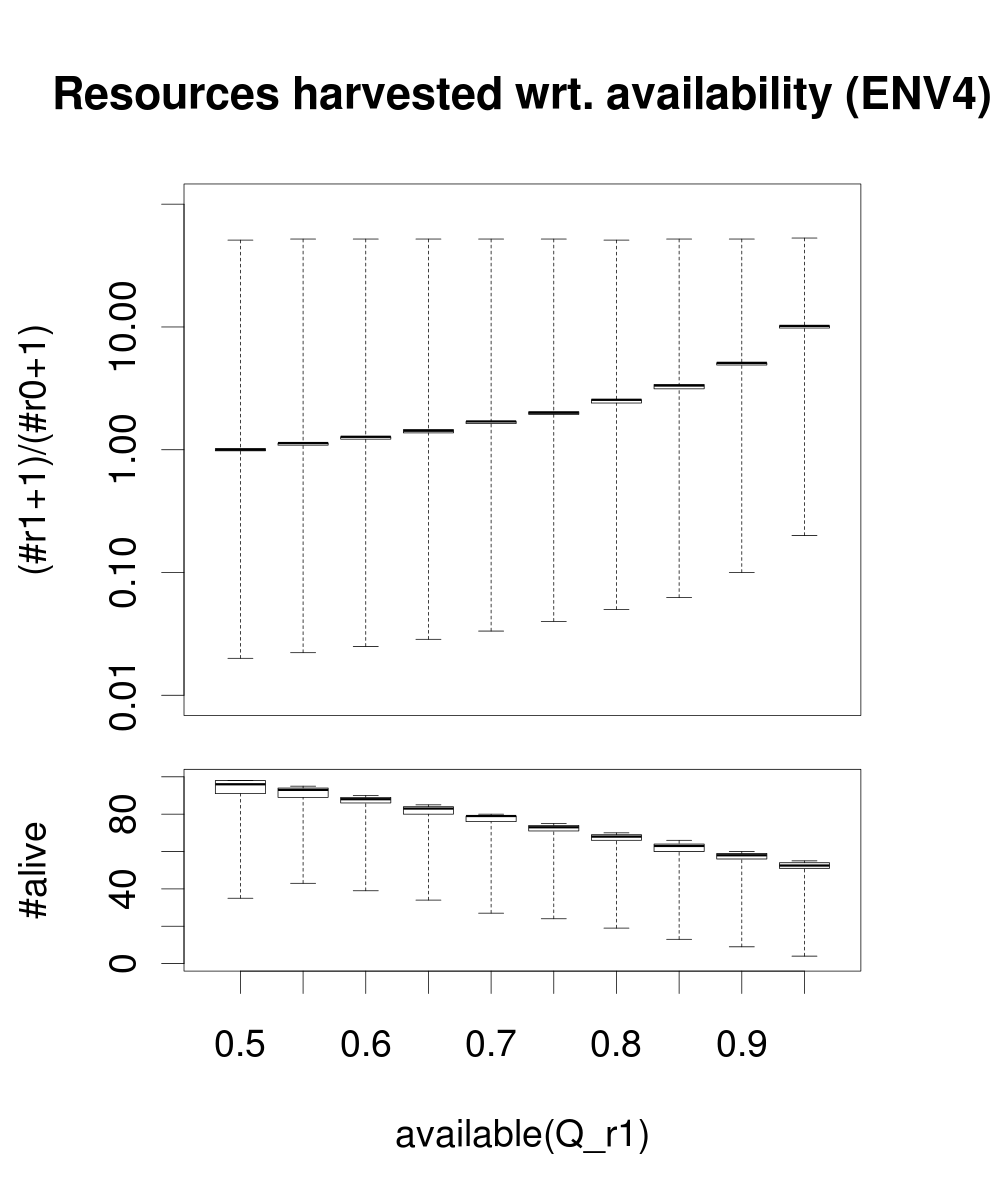 Resources harvested wrt. availability (ENV4)
(#r1+1)/(#r0+1)
10.00
1.00
0.10
0.01
#alive
80
40
0
0.5 0.6 0.7 0.8 0.9
available(Q_r1)